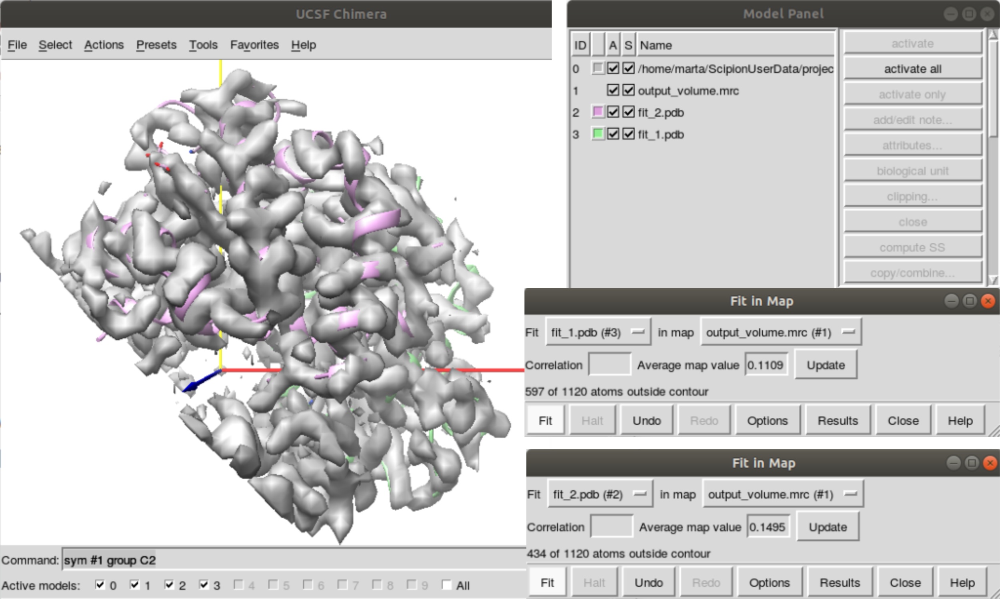 UCSF Chimera
File Select Actions Presets Tools Favorites Help
Command: sym #1 group C2
Active models: 0 1 2 3 4 5 6 7 8 9 All
Model Panel
ID A S Name
0 /home/marta/ScipionUserData/projec
1 output_volume.mrc
2 fit_2.pdb
3 fit_1.pdb
activate
activate all
activate only
add/edit note...
attributes...
biological unit
clipping...
close
compute SS
copy/combine...
Fit in Map
Fit fit_1.pdb (#3) in map output_volume.mrc (#1)
Correlation Average map value 0.1109 Update
597 of 1120 atoms outside contour
Fit Halt Undo Redo Options Results Close Help
Fit in Map
Fit fit_2.pdb (#2) in map output_volume.mrc (#1)
Correlation Average map value 0.1495 Update
434 of 1120 atoms outside contour
Fit Halt Undo Redo Options Results Close Help